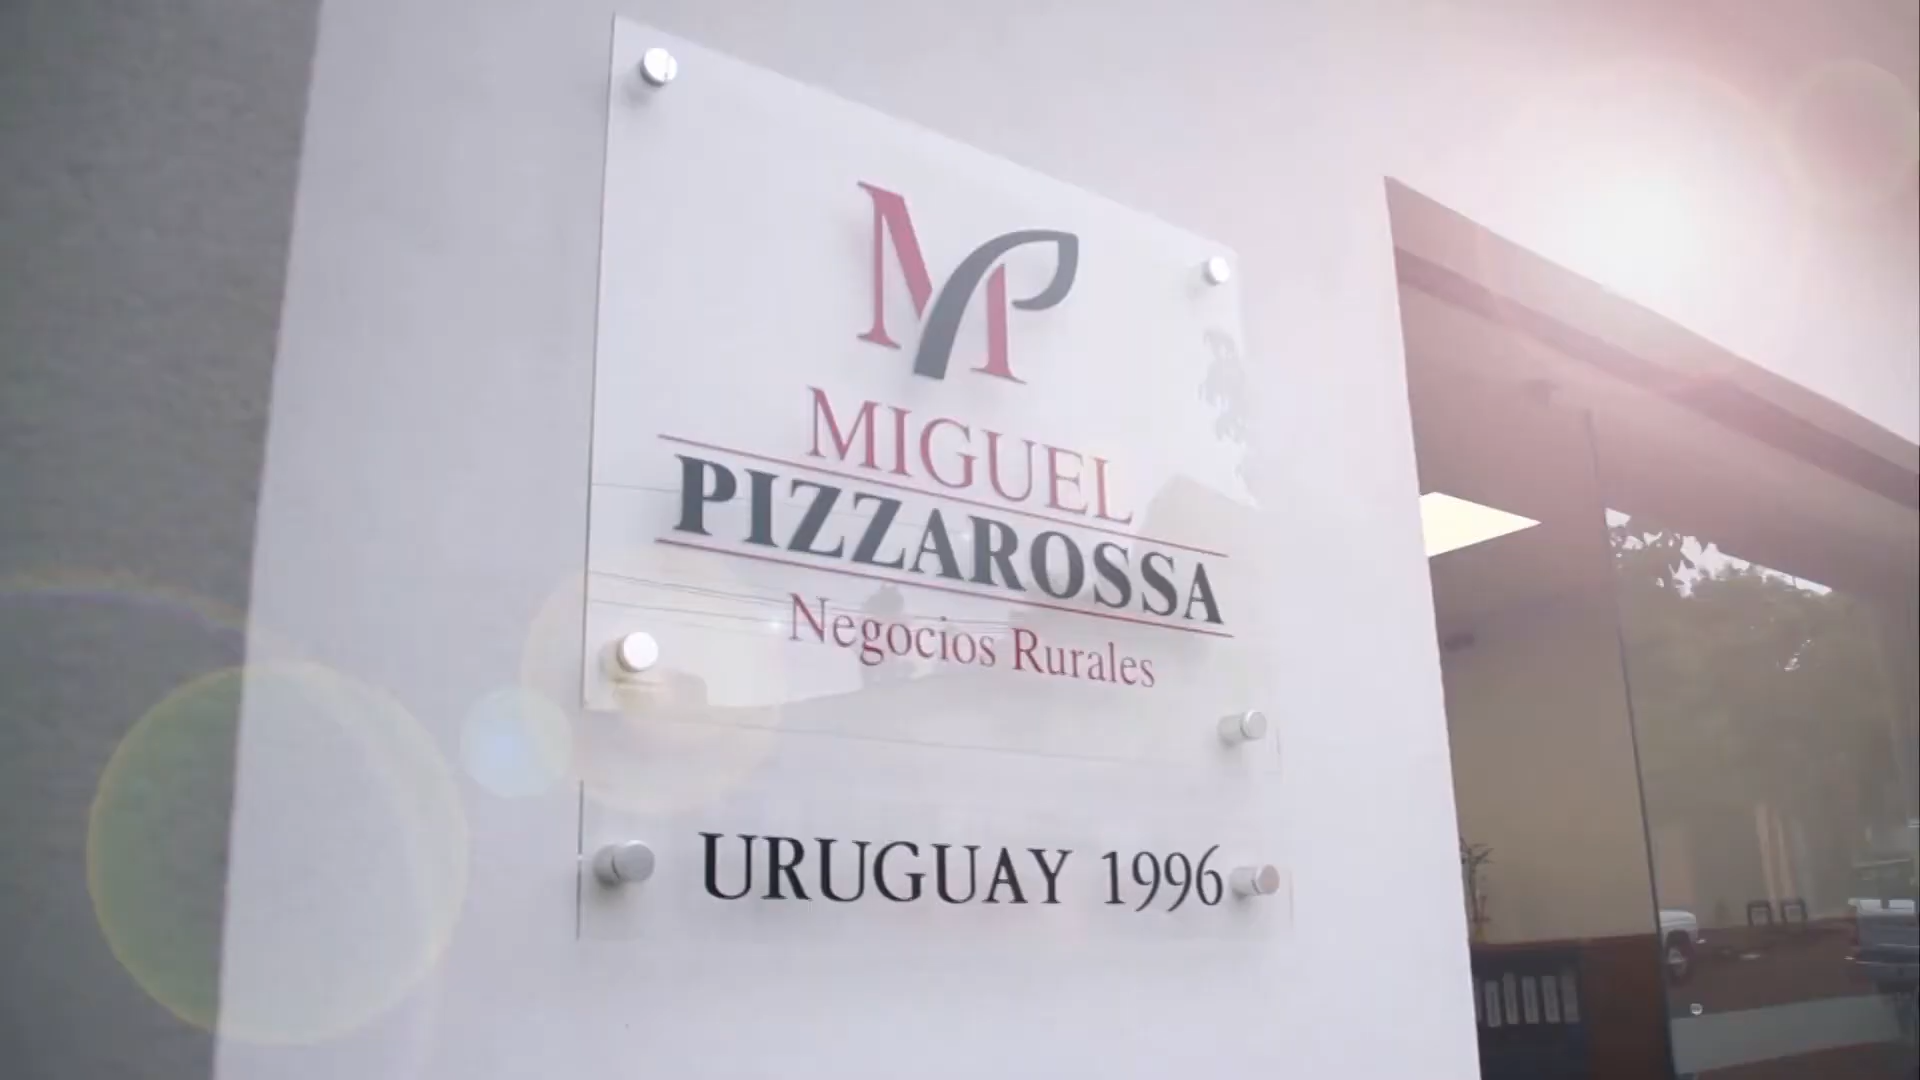 MP
MIGUEL
PIZZAROSSA
Negocios Rurales
URUGUAY 1996